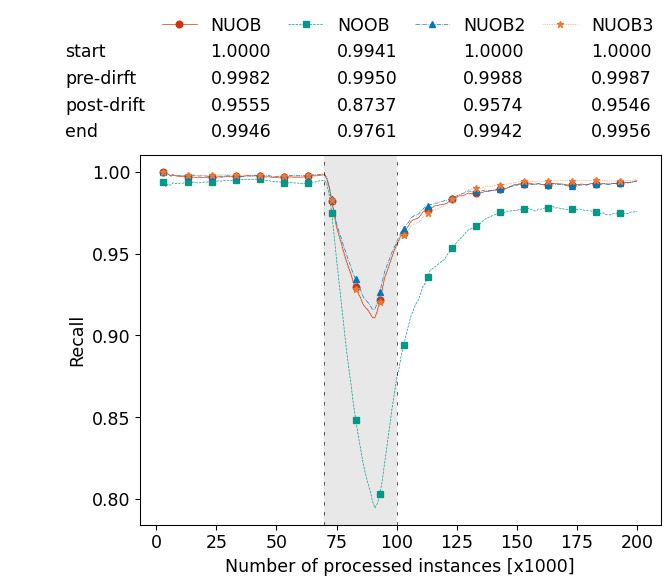 NUOB NOOB NUOB2 NUOB3
start 1.0000 0.9941 1.0000 1.0000
pre-dirft 0.9982 0.9950 0.9988 0.9987
post-drift 0.9555 0.8737 0.9574 0.9546
end 0.9946 0.9761 0.9942 0.9956
1.00
0.95
0.90
0.85
0.80
Recall
0 25 50 75 100 125 150 175 200
Number of processed instances [x1000]